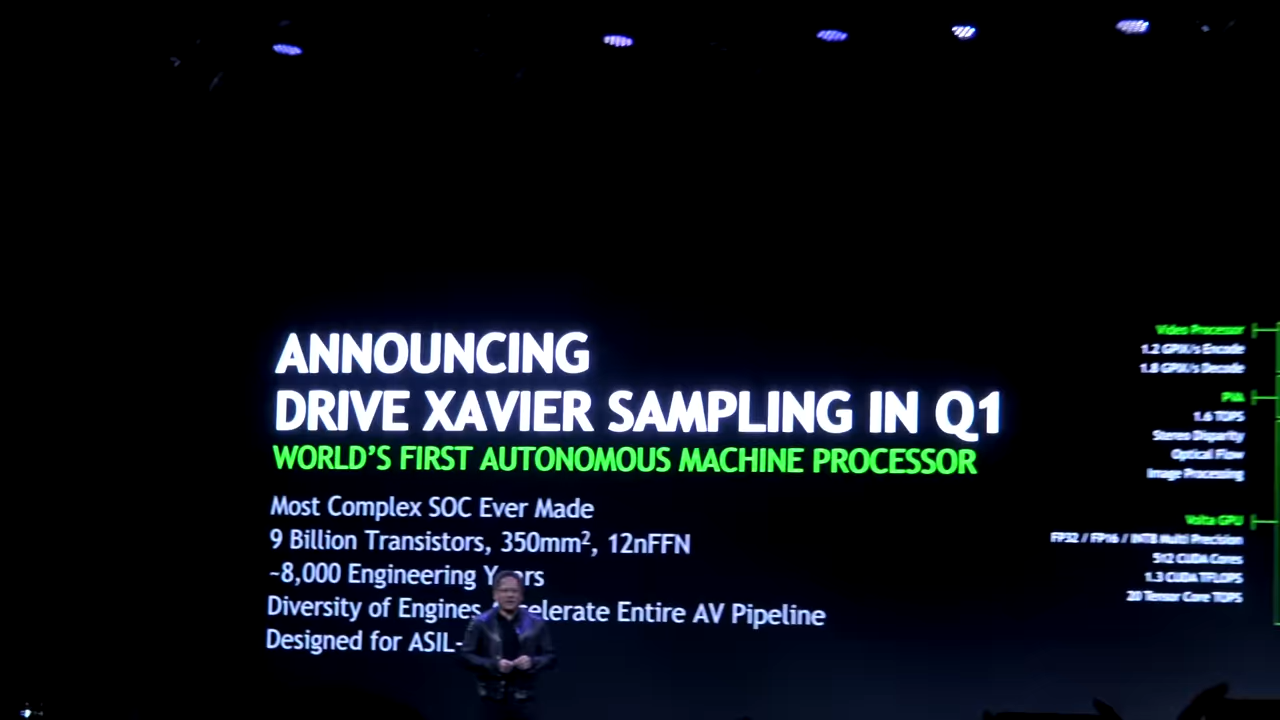 ANNOUNCING
DRIVE XAVIER SAMPLING IN Q1
WORLD'S FIRST AUTONOMOUS MACHINE PROCESSOR
Most Complex SOC Ever Made
9 Billion Transistors, 350mm², 12nFFN
~8,000 Engineering Years
Diversity of Engines Accelerate Entire AV Pipeline
Designed for ASIL-
Video Processor
1.2 GPIX/s Encode
1.8 GPIX/s Decode
PVA
1.6 TOPS
Stereo Disparity
Optical Flow
Image Processing
Volta GPU
FP32 / FP16 / INT8 Multi Precision
512 CUDA Cores
1.3 CUDA TFLOPS
20 Tensor Core TOPS